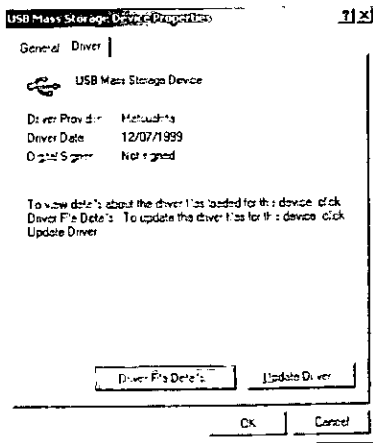 USB Mass Storage Device Properties ? x
General Driver
USB Mass Storage Device
Driver Provider: Matsushita
Driver Date: 12/07/1999
Digital Signer: Not signed
To view details about the driver files loaded for this device, click
Driver File Details. To update the driver files for this device, click
Update Driver.
Driver File Details Update Driver
OK Cancel